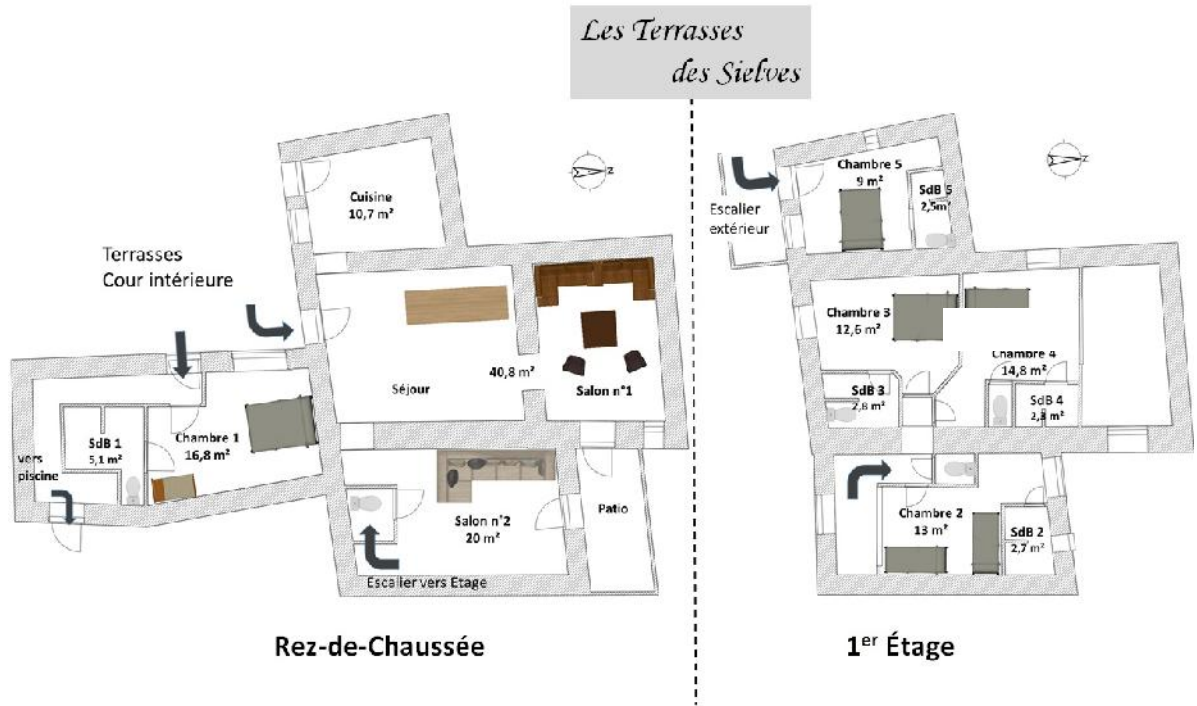 Les Terrasses
des Sielves
Cuisine
10,7 m²
N
Terrasses
Cour intérieure
Séjour
40,8 m²
Salon n°1
SdB 1
5,1 m²
Chambre 1
16,8 m²
vers
piscine
Salon n°2
20 m²
Patio
Escalier vers Etage
Rez-de-Chaussée
Chambre 5
9 m²
SdB 5
2,5m²
N
Escalier
extérieur
Chambre 3
12,6 m²
Chambre 4
14,8 m²
SdB 3
2,8 m²
SdB 4
m²
Chambre 2
13 m²
SdB 2
2,7 m²
1er Étage